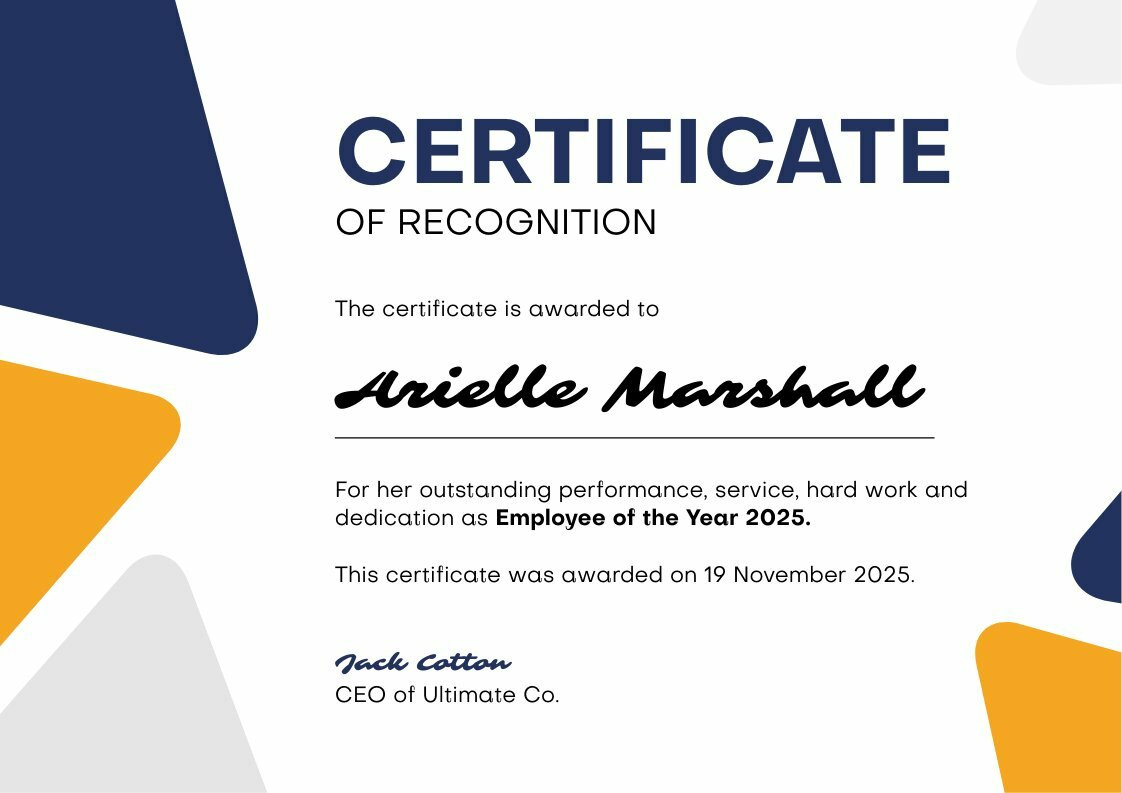 CERTIFICATE
OF RECOGNITION
The certificate is awarded to
Arielle Marshall
For her outstanding performance, service, hard work and
dedication as Employee of the Year 2025.
This certificate was awarded on 19 November 2025.
Jack Cotton
CEO of Ultimate Co.